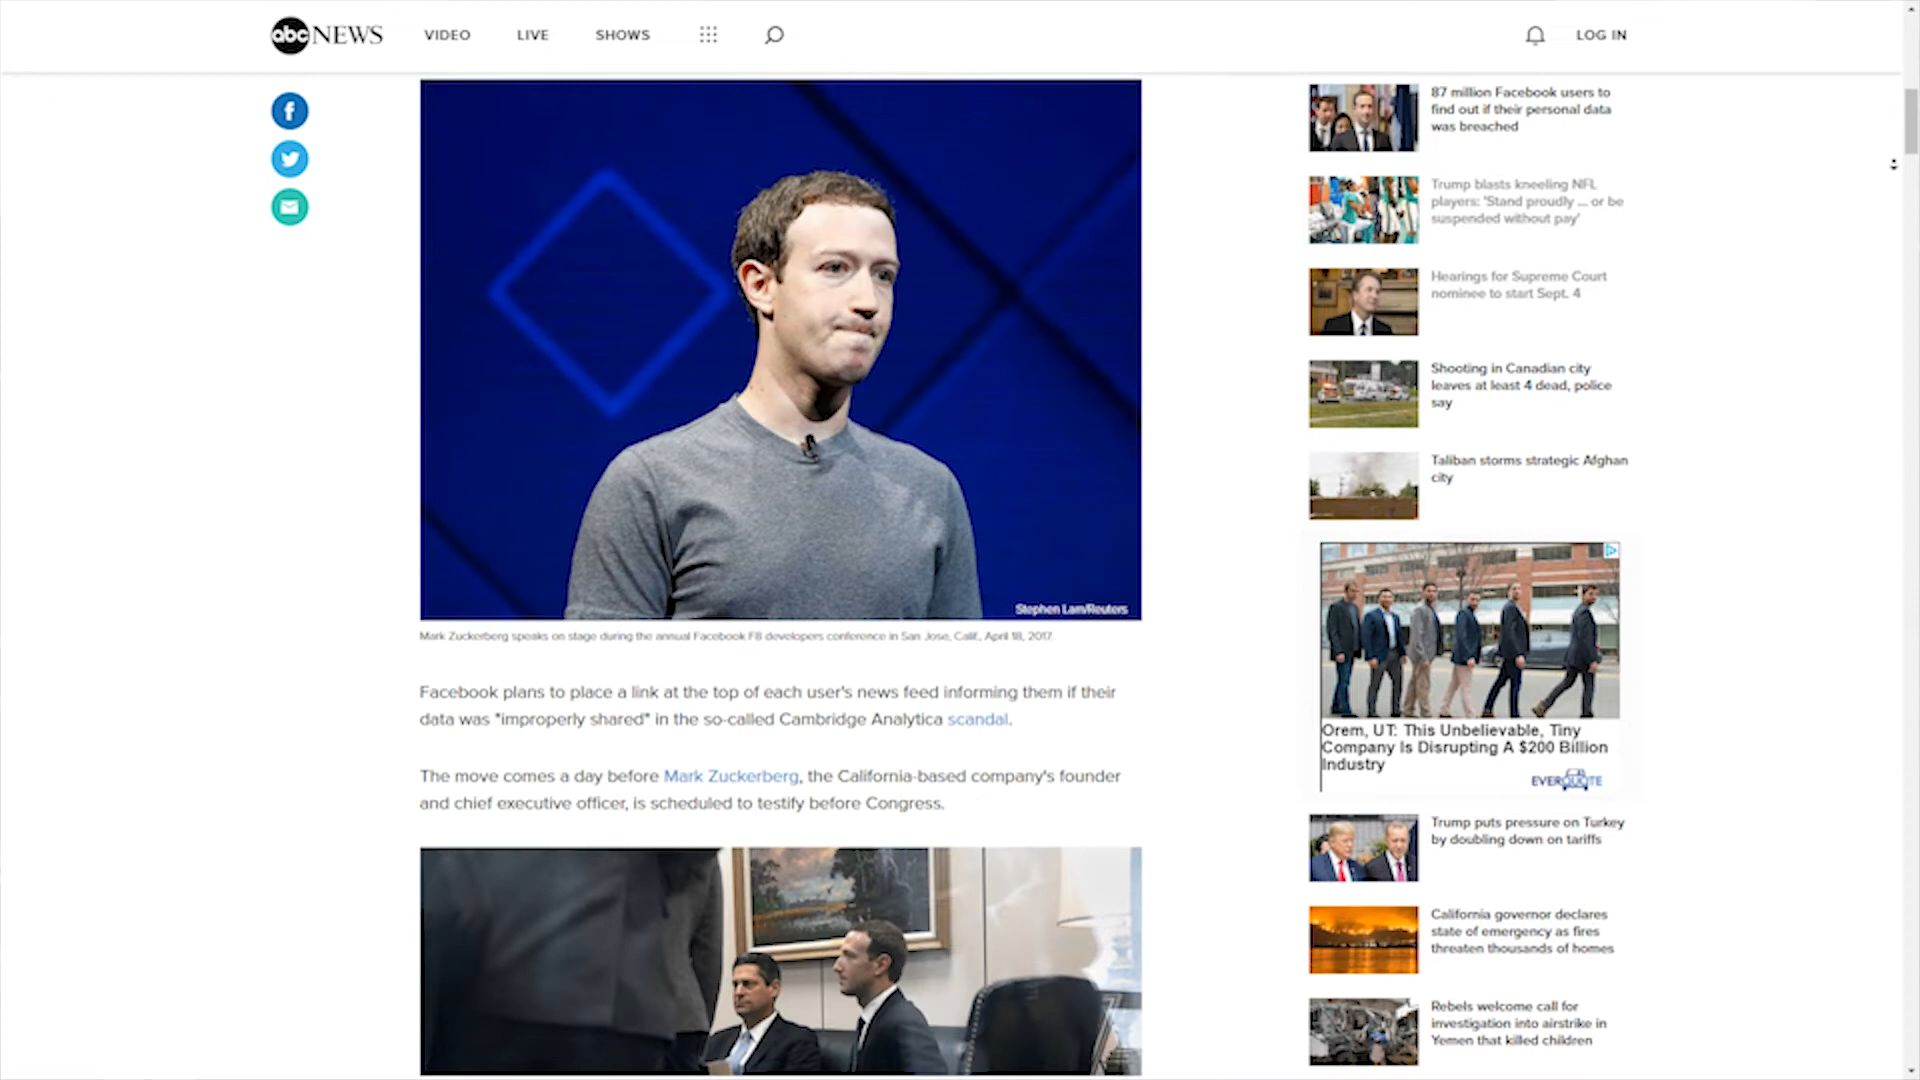 abc NEWS
VIDEO
LIVE
SHOWS
LOG IN
Stephen Lam/Reuters
Mark Zuckerberg speaks on stage during the annual Facebook F8 developers conference in San Jose, Calif., April 18, 2017.
Facebook plans to place a link at the top of each user's news feed informing them if their
data was "improperly shared" in the so-called Cambridge Analytica scandal.
The move comes a day before Mark Zuckerberg, the California-based company's founder
and chief executive officer, is scheduled to testify before Congress.
87 million Facebook users to
find out if their personal data
was breached
Trump blasts kneeling NFL
players: 'Stand proudly ... or be
suspended without pay'
Hearings for Supreme Court
nominee to start Sept. 4
Shooting in Canadian city
leaves at least 4 dead, police
say
Taliban storms strategic Afghan
city
Orem, UT: This Unbelievable, Tiny
Company Is Disrupting A $200 Billion
Industry
EVERQUOTE
Trump puts pressure on Turkey
by doubling down on tariffs
California governor declares
state of emergency as fires
threaten thousands of homes
Rebels welcome call for
investigation into airstrike in
Yemen that killed children